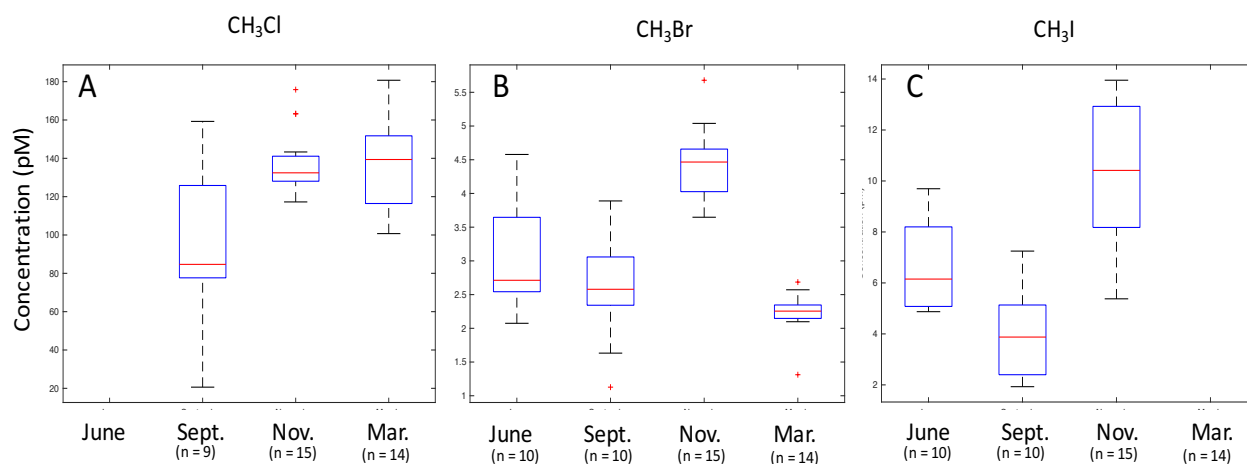 CH₃Cl
CH₃Br
CH₃I
A
B
C
Concentration (pM)
180
160
140
120
100
80
60
40
20
5.5
5
4.5
4
3.5
3
2.5
2
1.5
1
14
12
10
8
6
4
2
June Sept. Nov. Mar.
(n = 9) (n = 15) (n = 14)
June Sept. Nov. Mar.
(n = 10) (n = 10) (n = 15) (n = 14)
June Sept. Nov. Mar.
(n = 10) (n = 10) (n = 15) (n = 14)